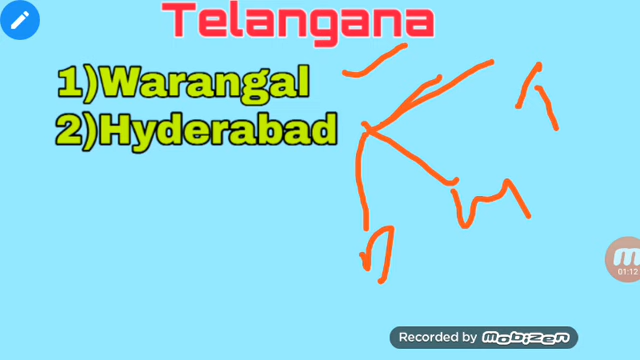 Telangana
1)Warangal
2)Hyderabad
01:12
Recorded by MOBIZEN